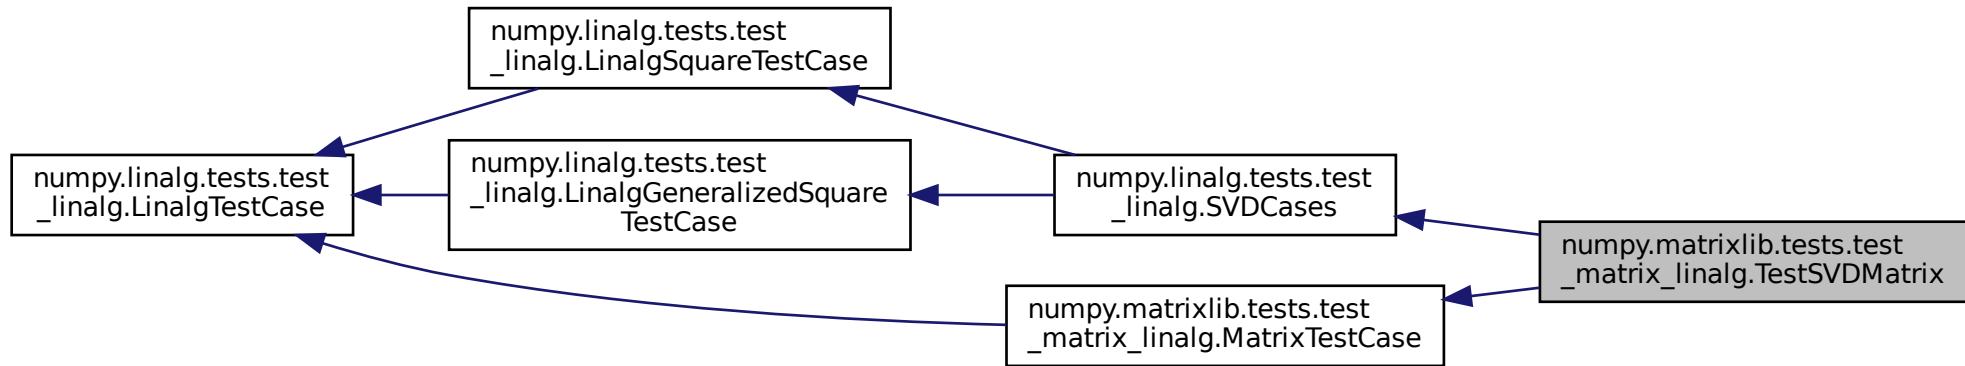 numpy.linalg.tests.test
_linalg.LinalgSquareTestCase
numpy.linalg.tests.test
_linalg.LinalgTestCase
numpy.linalg.tests.test
_linalg.LinalgGeneralizedSquare
TestCase
numpy.linalg.tests.test
_linalg.SVDCases
numpy.matrixlib.tests.test
_matrix_linalg.TestSVDMatrix
numpy.matrixlib.tests.test
_matrix_linalg.MatrixTestCase